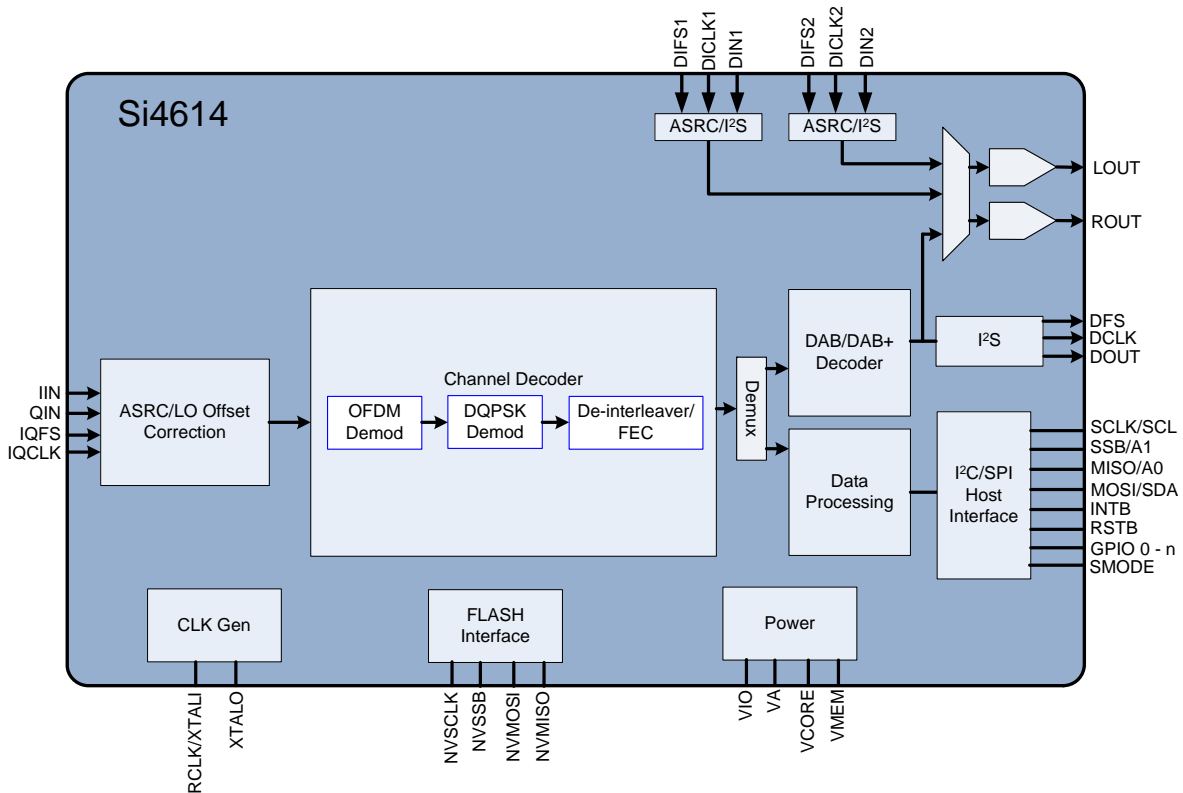 DIFS1
DICLK1
DIN1
DIFS2
DICLK2
DIN2
Si4614
ASRC/I²S
ASRC/I²S
LOUT
ROUT
IIN
QIN
IQFS
IQCLK
ASRC/LO Offset
Correction
Channel Decoder
OFDM
Demod
DQPSK
Demod
De-interleaver/
FEC
Demux
DAB/DAB+
Decoder
I²S
DFS
DCLK
DOUT
Data
Processing
I²C/SPI
Host
Interface
SCLK/SCL
SSB/A1
MISO/A0
MOSI/SDA
INTB
RSTB
GPIO 0 - n
SMODE
CLK Gen
FLASH
Interface
Power
RCLK/XTALI
XTALO
NVSCLK
NVSSB
NVMOSI
NVMISO
VIO
VA
VCORE
VMEM